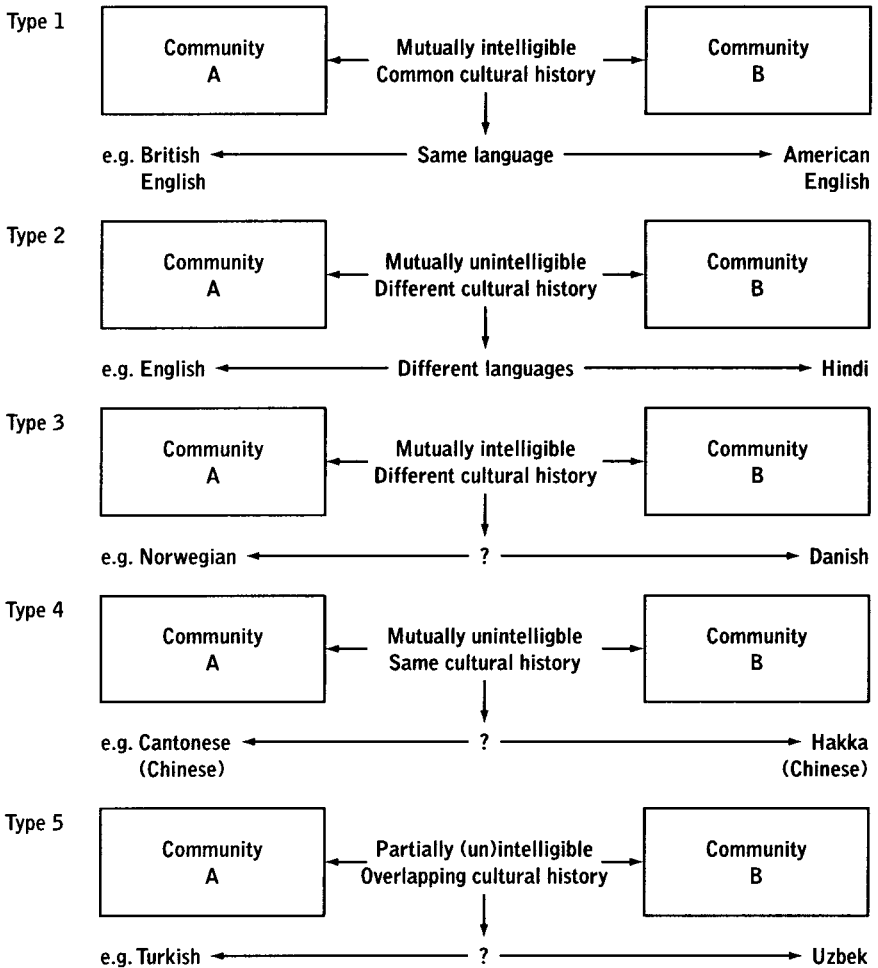 Type 1
Community
A
Mutually intelligible
Common cultural history
Community
B
e.g. British
English
Same language
American
English
Type 2
Community
A
Mutually unintelligible
Different cultural history
Community
B
e.g. English
Different languages
Hindi
Type 3
Community
A
Mutually intelligible
Different cultural history
Community
B
e.g. Norwegian
?
Danish
Type 4
Community
A
Mutually unintelligble
Same cultural history
Community
B
e.g. Cantonese
(Chinese)
?
Hakka
(Chinese)
Type 5
Community
A
Partially (un)intelligible
Overlapping cultural history
Community
B
e.g. Turkish
?
Uzbek